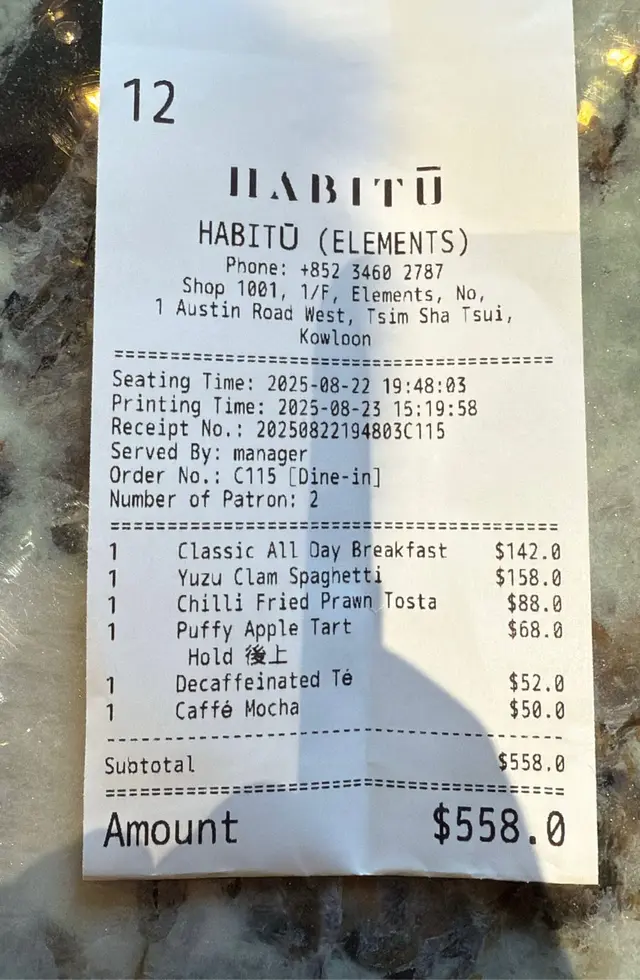 12
HABITŪ
HABITŪ (ELEMENTS)
Phone: +852 3460 2787
Shop 1001, 1/F, Elements, No,
1 Austin Road West, Tsim Sha Tsui,
Kowloon
================================================
Seating Time: 2025-08-22 19:48:03
Printing Time: 2025-08-23 15:19:58
Receipt No.: 20250822194803C115
Served By: manager
Order No.: C115 [Dine-in]
Number of Patron: 2
================================================
1 Classic All Day Breakfast $142.0
1 Yuzu Clam Spaghetti $158.0
1 Chilli Fried Prawn Tosta $88.0
1 Puffy Apple Tart $68.0
Hold 後上
1 Decaffeinated Té $52.0
1 Caffé Mocha $50.0
------------------------------------------------
Subtotal $558.0
================================================
Amount $558.0